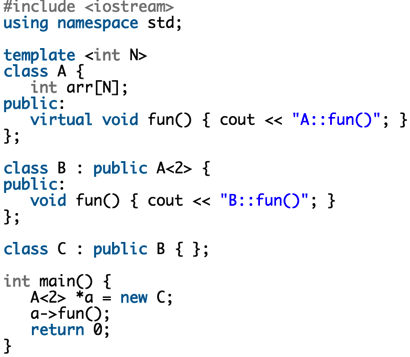 #include <iostream>
using namespace std;

template <int N>
class A {
   int arr[N];
public:
   virtual void fun() { cout << "A::fun()"; }
};

class B : public A<2> {
public:
   void fun() { cout << "B::fun()"; }
};

class C : public B { };

int main() {
   A<2> *a = new C;
   a->fun();
   return 0;
}